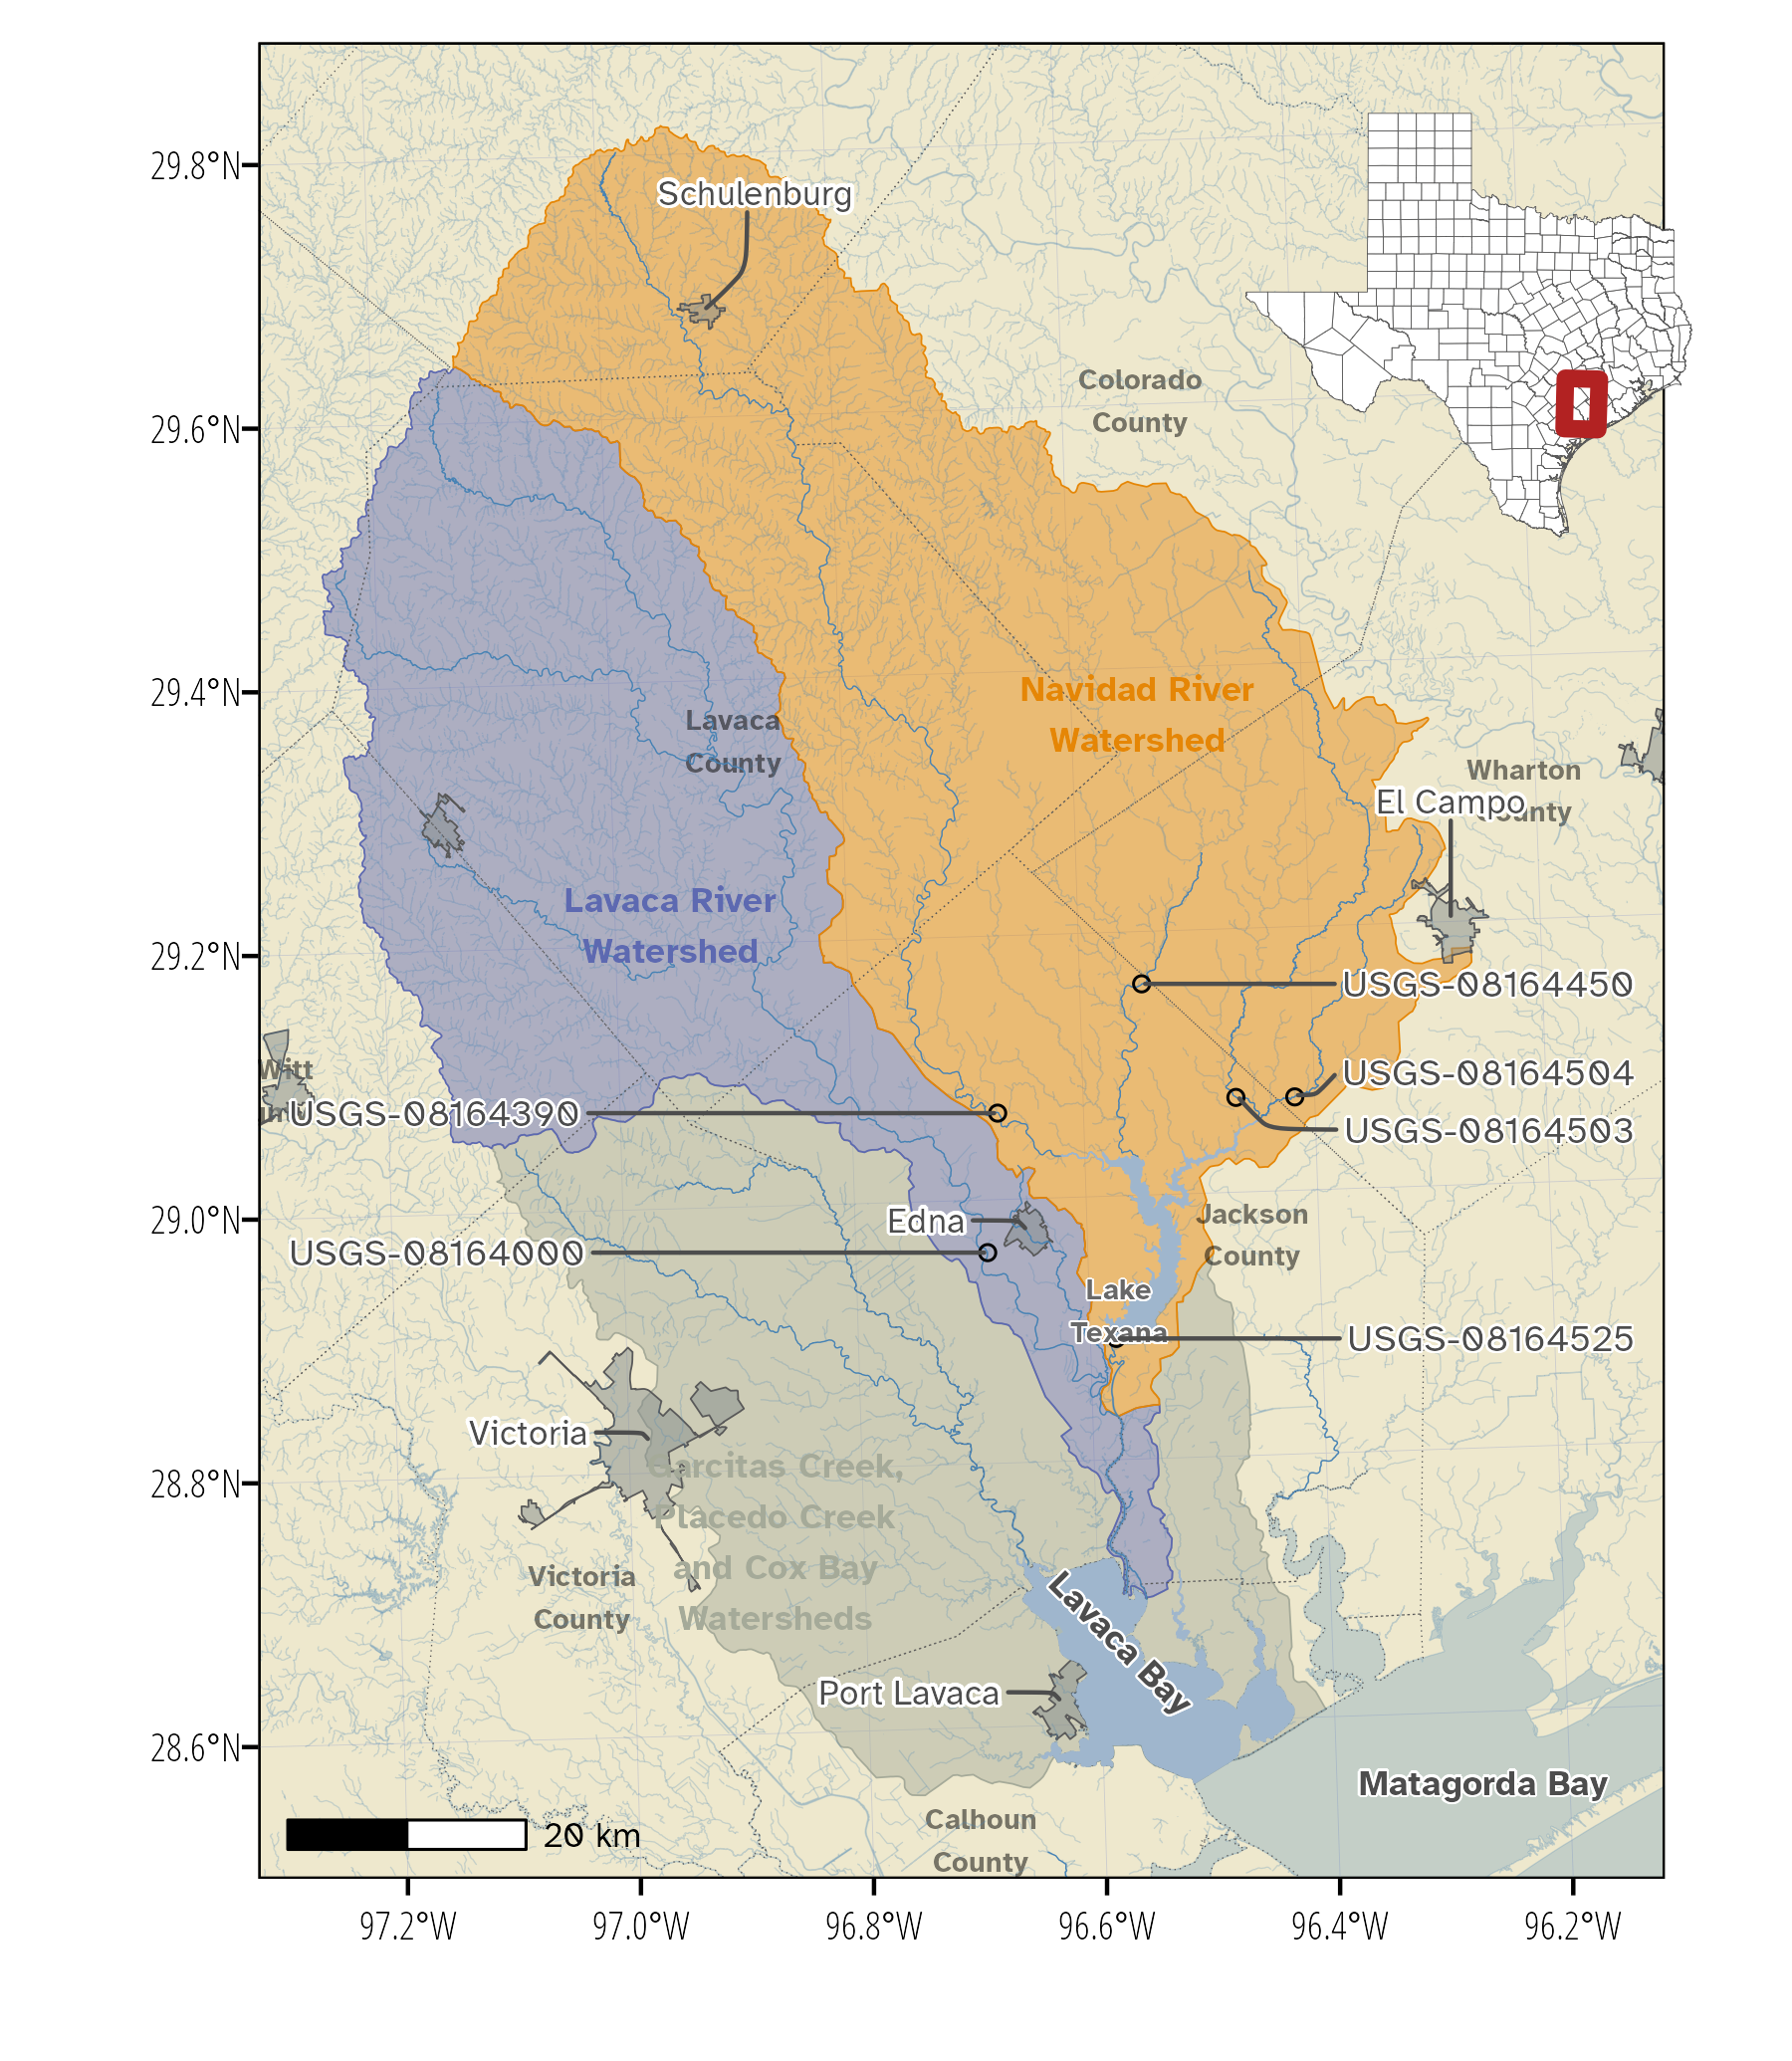 29.8°N
Schulenburg
Colorado
County
29.6°N
29.4°N
Navidad River
Watershed
Lavaca
County
Wharton
County
El Campo
Lavaca River
Watershed
29.2°N
USGS-08164450
Witt
USGS-08164504
USGS-08164390
USGS-08164503
29.0°N
Edna
Jackson
County
USGS-08164000
Lake
Texana
USGS-08164525
Victoria
28.8°N
Garcitas Creek,
Placedo Creek
and Cox Bay
Watersheds
Victoria
County
Lavaca Bay
Port Lavaca
28.6°N
Matagorda Bay
Calhoun
County
20 km
97.2°W
97.0°W
96.8°W
96.6°W
96.4°W
96.2°W